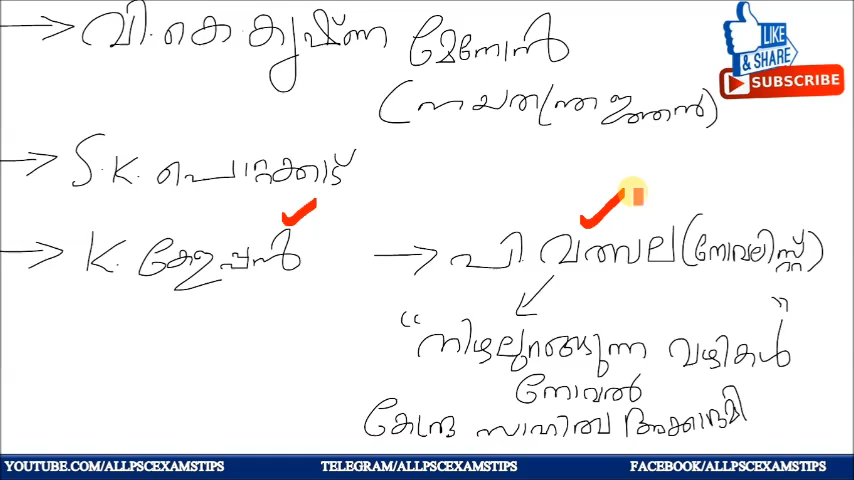 വി.കെ.കൃഷ്ണ മേനോൻ
(നയതന്ത്രജ്ഞൻ)
LIKE
& SHARE
SUBSCRIBE
S.K. പൊറ്റക്കാട്
K. കേളപ്പൻ
പി. വത്സല (നോവലിസ്റ്റ്)
"നിഴലുറങ്ങുന്ന വഴികൾ"
നോവൽ
കേന്ദ്ര സാഹിത്യ അക്കാദമി
YOUTUBE.COM/ALLPSCEXAMSTIPS TELEGRAM/ALLPSCEXAMSTIPS FACEBOOK/ALLPSCEXAMSTIPS